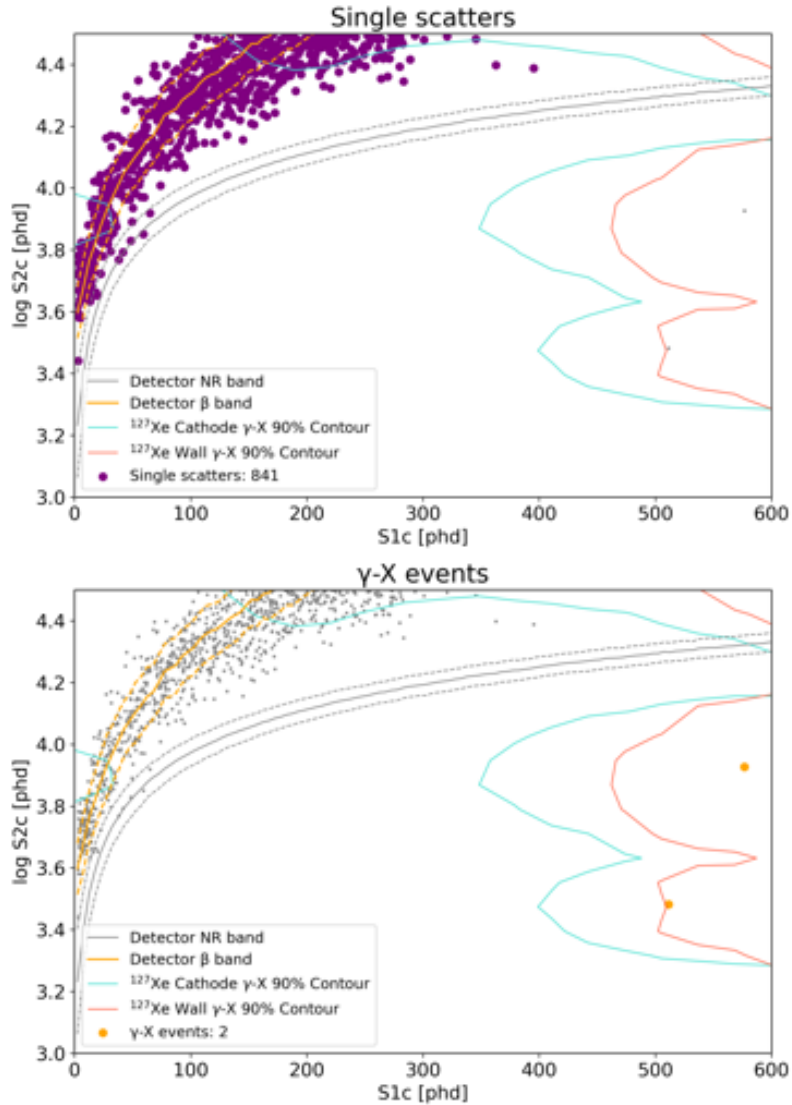 Single scatters
4.4
4.2
4.0
3.8
3.6
3.4
3.2
3.0
log S2c [phd]
Detector NR band
Detector β band
¹²⁷Xe Cathode γ-X 90% Contour
¹²⁷Xe Wall γ-X 90% Contour
Single scatters: 841
0 100 200 300 400 500 600
S1c [phd]
γ-X events
4.4
4.2
4.0
3.8
3.6
3.4
3.2
3.0
log S2c [phd]
Detector NR band
Detector β band
¹²⁷Xe Cathode γ-X 90% Contour
¹²⁷Xe Wall γ-X 90% Contour
γ-X events: 2
0 100 200 300 400 500 600
S1c [phd]